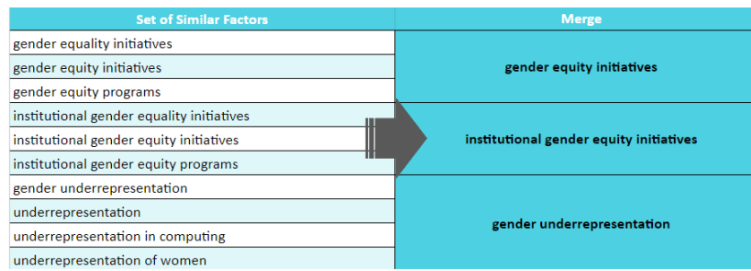 Set of Similar Factors
Merge
gender equality initiatives
gender equity initiatives
gender equity programs
gender equity initiatives
institutional gender equality initiatives
institutional gender equity initiatives
institutional gender equity programs
institutional gender equity initiatives
gender underrepresentation
underrepresentation
underrepresentation in computing
underrepresentation of women
gender underrepresentation